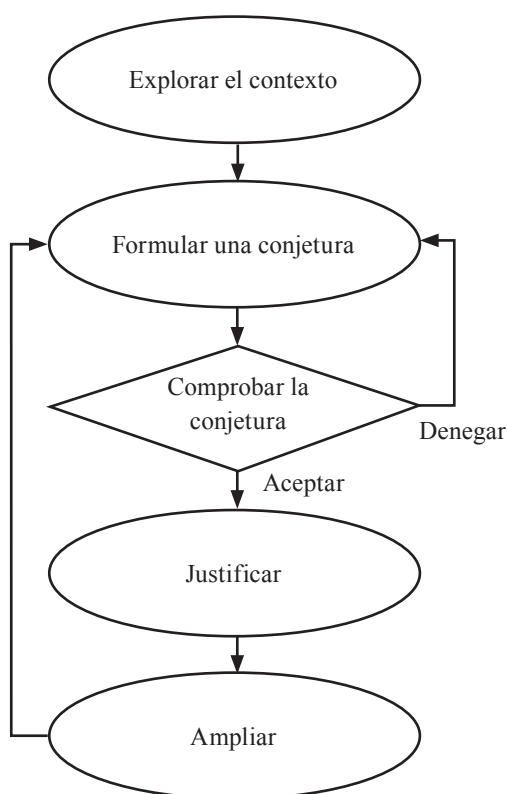 Explorar el contexto
Formular una conjetura
Comprobar la
conjetura
Denegar
Aceptar
Justificar
Ampliar